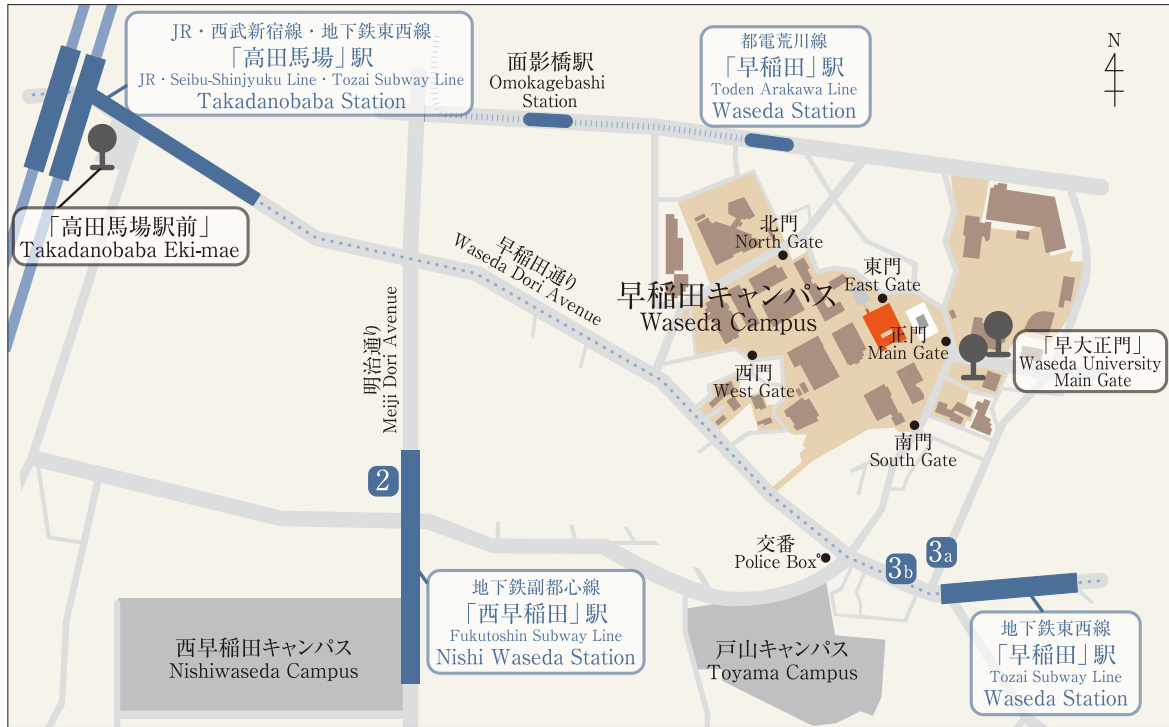 JR・西武新宿線・地下鉄東西線
「高田馬場」駅
JR・Seibu-Shinjyuku Line・Tozai Subway Line
Takadanobaba Station
面影橋駅
Omokagebashi
Station
都電荒川線
「早稲田」駅
Toden Arakawa Line
Waseda Station
N
「高田馬場駅前」
Takadanobaba Eki-mae
早稲田通り
Waseda Dori Avenue
明治通り
Meiji Dori Avenue
北門
North Gate
東門
East Gate
早稲田キャンパス
Waseda Campus
正門
Main Gate
「早大正門」
Waseda University
Main Gate
西門
West Gate
南門
South Gate
2
交番
Police Box
3b
3a
地下鉄副都心線
「西早稲田」駅
Fukutoshin Subway Line
Nishi Waseda Station
西早稲田キャンパス
Nishiwaseda Campus
戸山キャンパス
Toyama Campus
地下鉄東西線
「早稲田」駅
Tozai Subway Line
Waseda Station